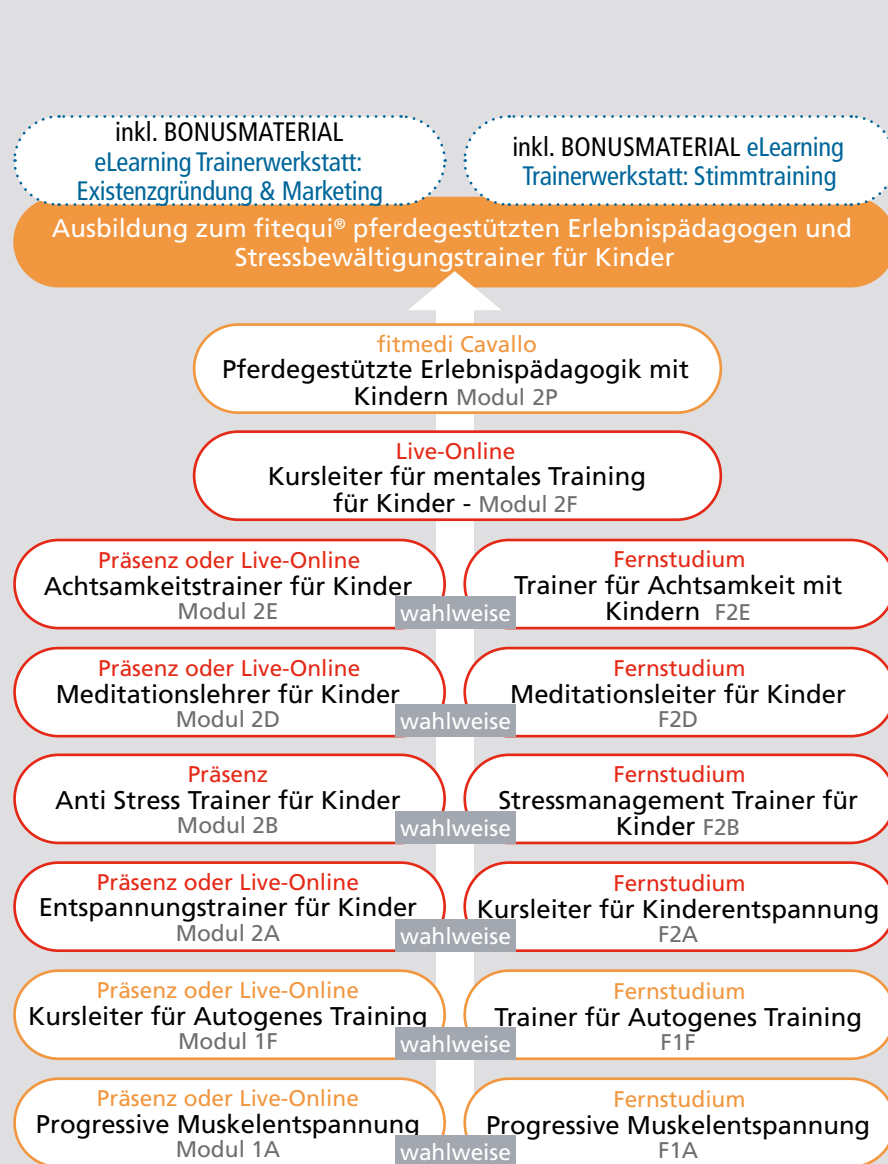 inkl. BONUSMATERIAL
eLearning Trainerwerkstatt:
Existenzgründung & Marketing
inkl. BONUSMATERIAL eLearning
Trainerwerkstatt: Stimmtraining
Ausbildung zum fitequi® pferdegestützten Erlebnispädagogen und
Stressbewältigungstrainer für Kinder
fitmedi Cavallo
Pferdegestützte Erlebnispädagogik mit
Kindern Modul 2P
Live-Online
Kursleiter für mentales Training
für Kinder - Modul 2F
Präsenz oder Live-Online
Achtsamkeitstrainer für Kinder
Modul 2E
wahlweise
Fernstudium
Trainer für Achtsamkeit mit
Kindern F2E
Präsenz oder Live-Online
Meditationslehrer für Kinder
Modul 2D
wahlweise
Fernstudium
Meditationsleiter für Kinder
F2D
Präsenz
Anti Stress Trainer für Kinder
Modul 2B
wahlweise
Fernstudium
Stressmanagement Trainer für
Kinder F2B
Präsenz oder Live-Online
Entspannungstrainer für Kinder
Modul 2A
wahlweise
Fernstudium
Kursleiter für Kinderentspannung
F2A
Präsenz oder Live-Online
Kursleiter für Autogenes Training
Modul 1F
wahlweise
Fernstudium
Trainer für Autogenes Training
F1F
Präsenz oder Live-Online
Progressive Muskelentspannung
Modul 1A
wahlweise
Fernstudium
Progressive Muskelentspannung
F1A